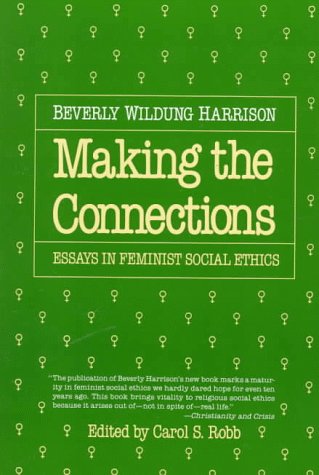 BEVERLY WILDUNG HARRISON
Making the
Connections
ESSAYS IN FEMINIST SOCIAL ETHICS
"The publication of Beverly Harrison's new book marks a matur-
ity in feminist social ethics we hardly dared hope for even ten
years ago. This book brings vitality to religious social ethics
because it arises out of—not in spite of—real life."
—Christianity and Crisis
Edited by Carol S. Robb